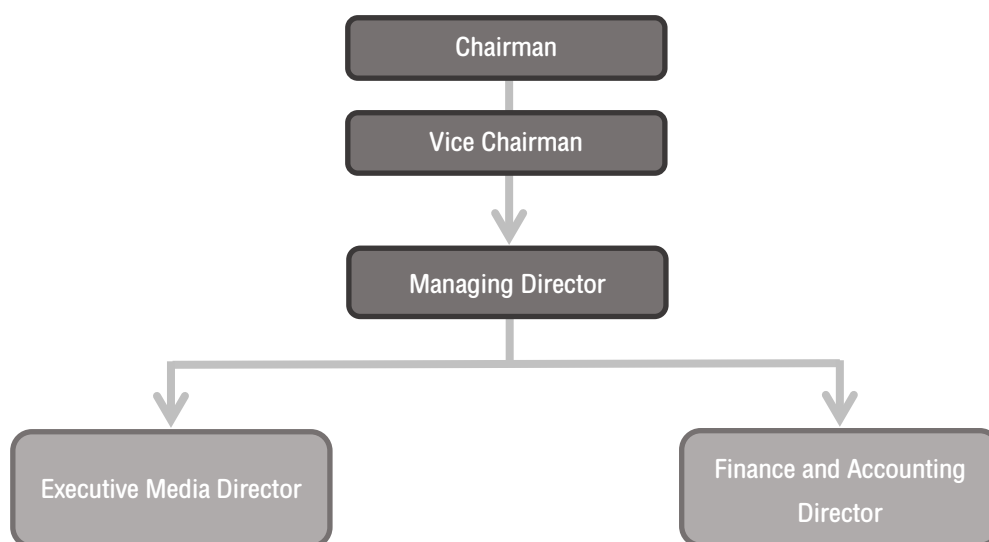 Chairman
Vice Chairman
Managing Director
Executive Media Director
Finance and Accounting
Director